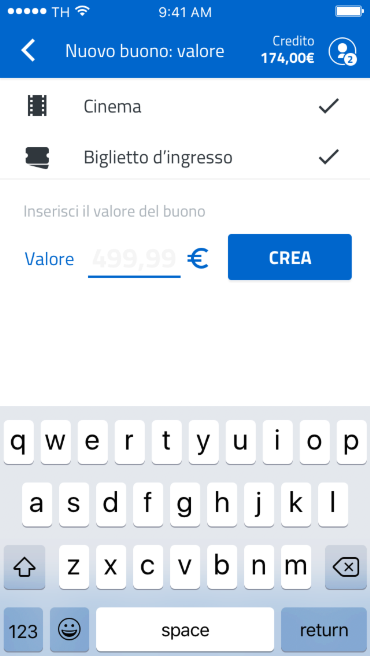 TH 9:41 AM
Nuovo buono: valore
Credito
174,00€
2
Cinema
Biglietto d'ingresso
Inserisci il valore del buono
Valore 499,99 € CREA
q w e r t y u i o p
a s d f g h j k l
z x c v b n m
123 space return